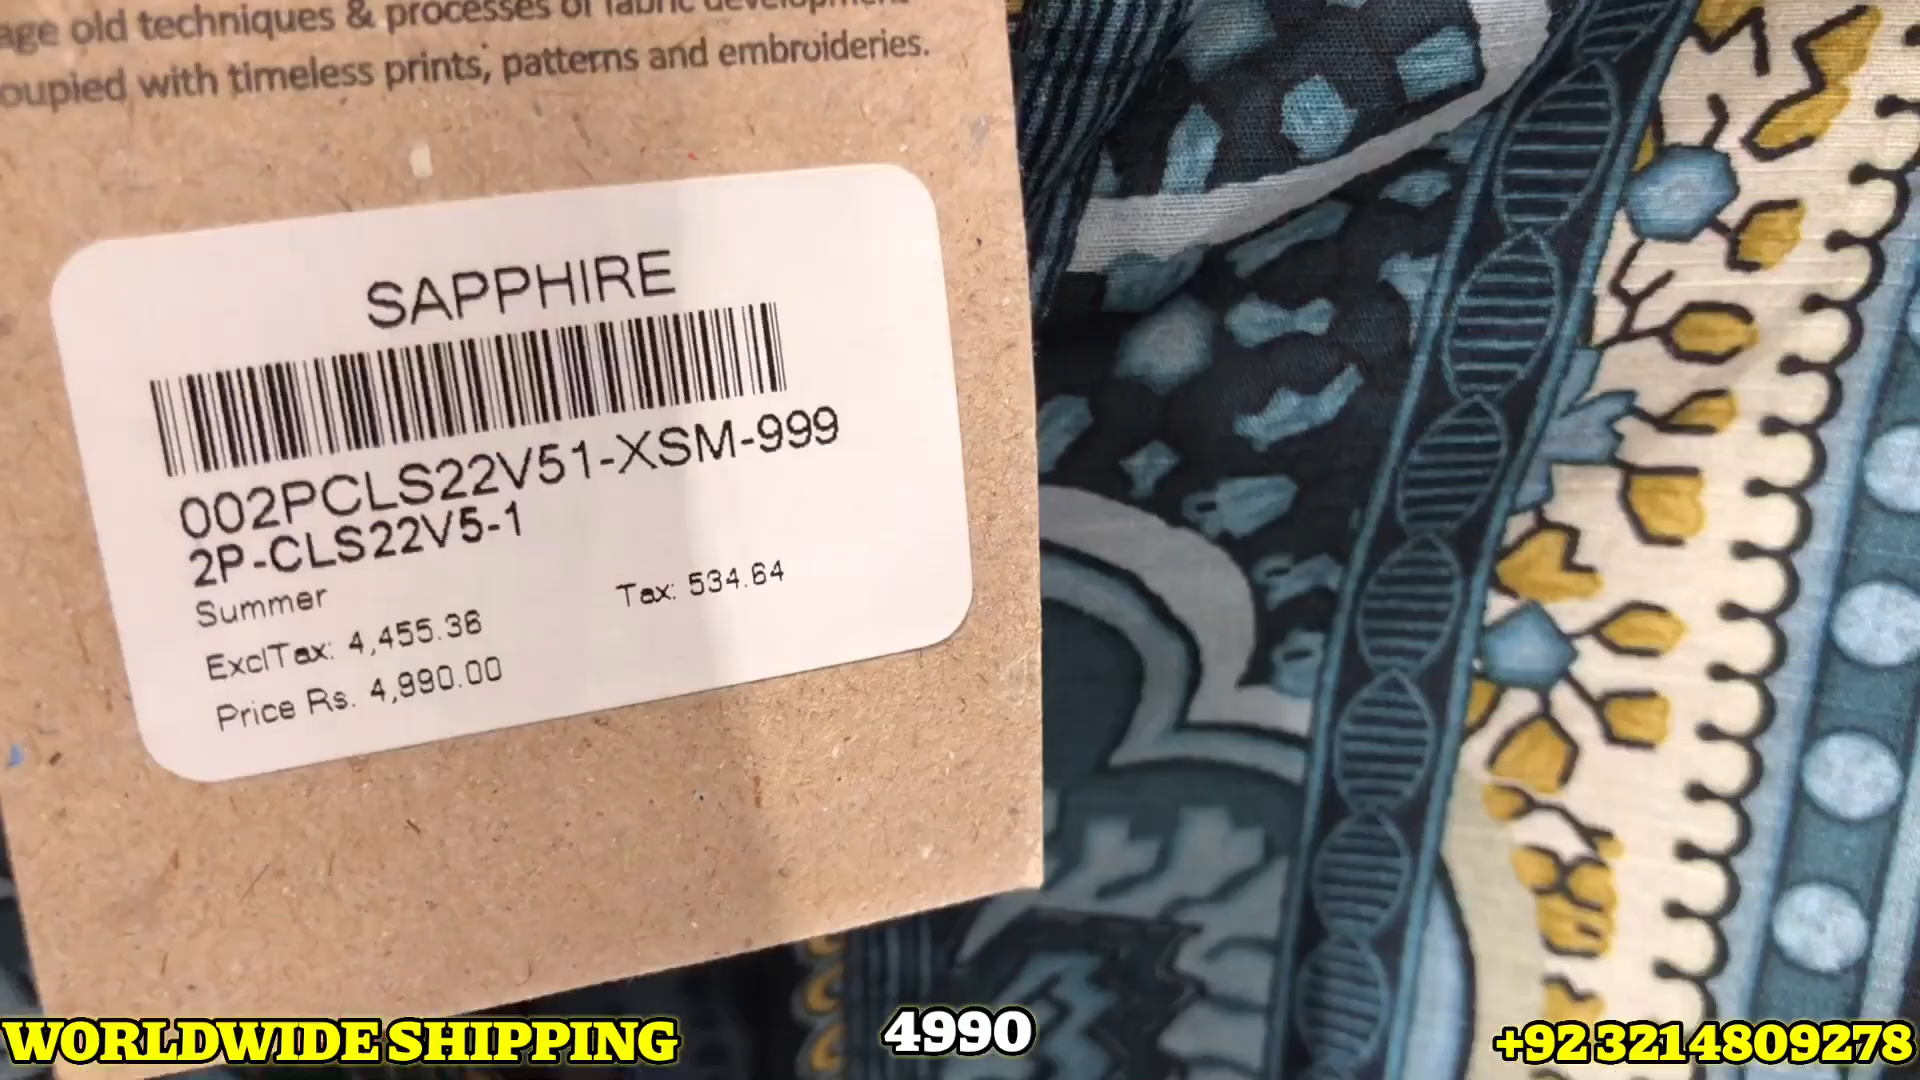 age old techniques & processes of fabric development
oupled with timeless prints, patterns and embroideries.
SAPPHIRE
002PCLS22V51-XSM-999
2P-CLS22V5-1
Summer
ExclTax: 4,455.36
Tax: 534.64
Price Rs. 4,990.00
WORLDWIDE SHIPPING
4990
+92 3214809278